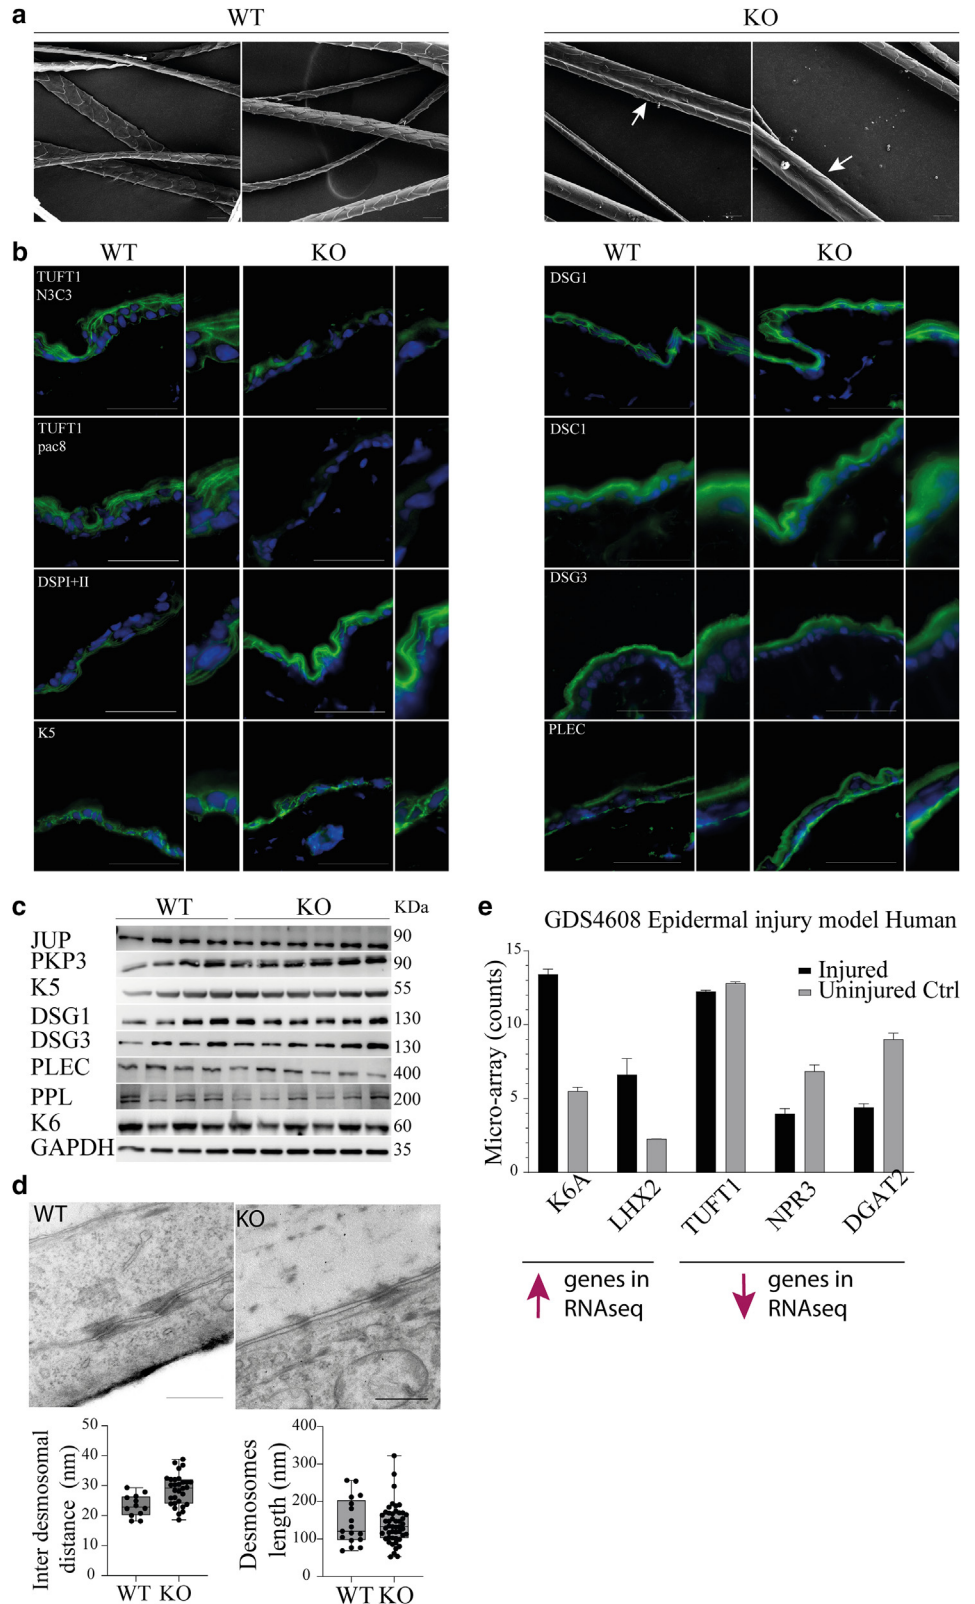 a
WT
KO
b
WT
KO
WT
KO
TUFT1
N3C3
DSG1
TUFT1
pac8
DSC1
DSPI+II
DSG3
K5
PLEC
c
WT
KO
KDa
JUP
90
PKP3
90
K5
55
DSG1
130
DSG3
130
PLEC
400
PPL
200
K6
60
GAPDH
35
e
GDS4608 Epidermal injury model Human
Micro-array (counts)
15
10
5
0
Injured
Uninjured Ctrl
K6A
LHX2
TUFT1
NPR3
DGAT2
genes in
RNAseq
genes in
RNAseq
d
WT
KO
Inter desmosomal
distance (nm)
50
40
30
20
10
0
WT KO
Desmosomes
length (nm)
400
300
200
100
0
WT KO